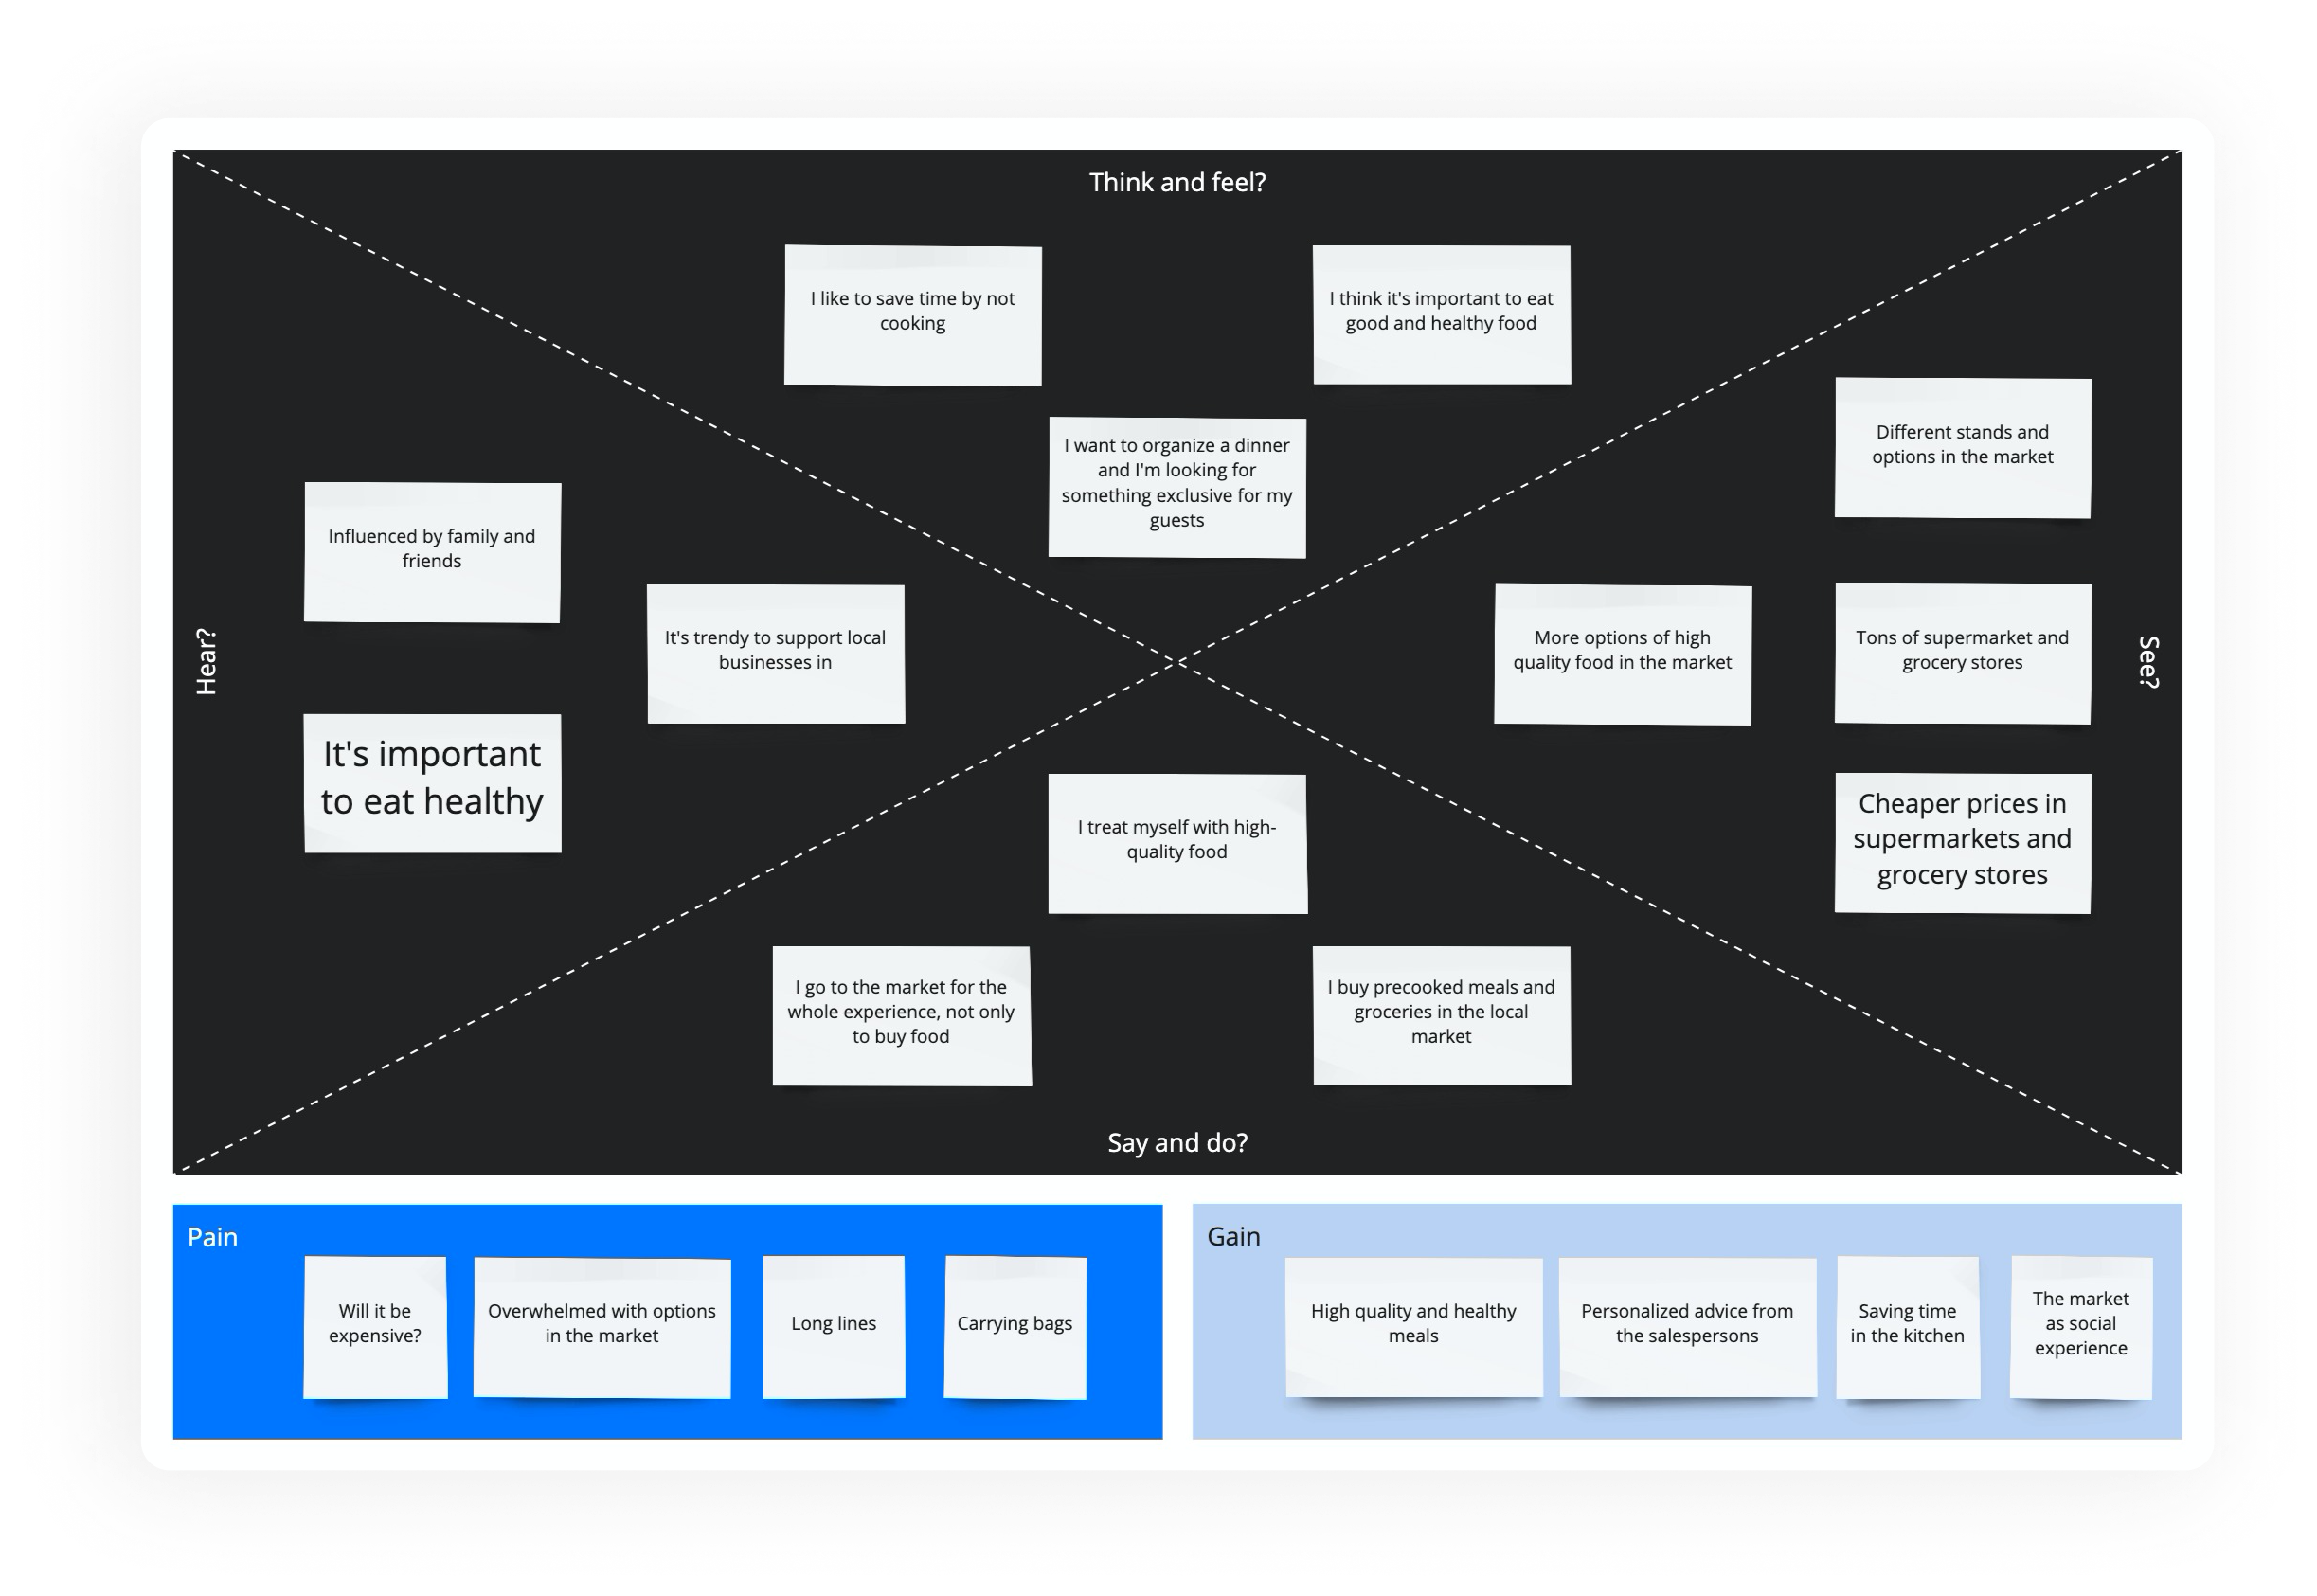 Think and feel?
I like to save time by not
cooking
I think it's important to eat
good and healthy food
I want to organize a dinner
and I'm looking for
something exclusive for my
guests
Hear?
Influenced by family and
friends
It's trendy to support local
businesses in
It's important
to eat healthy
See?
Different stands and
options in the market
More options of high
quality food in the market
Tons of supermarket and
grocery stores
Cheaper prices in
supermarkets and
grocery stores
I treat myself with high-
quality food
I go to the market for the
whole experience, not only
to buy food
I buy precooked meals and
groceries in the local
market
Say and do?
Pain
Will it be
expensive?
Overwhelmed with options
in the market
Long lines
Carrying bags
Gain
High quality and healthy
meals
Personalized advice from
the salespersons
Saving time
in the kitchen
The market
as social
experience